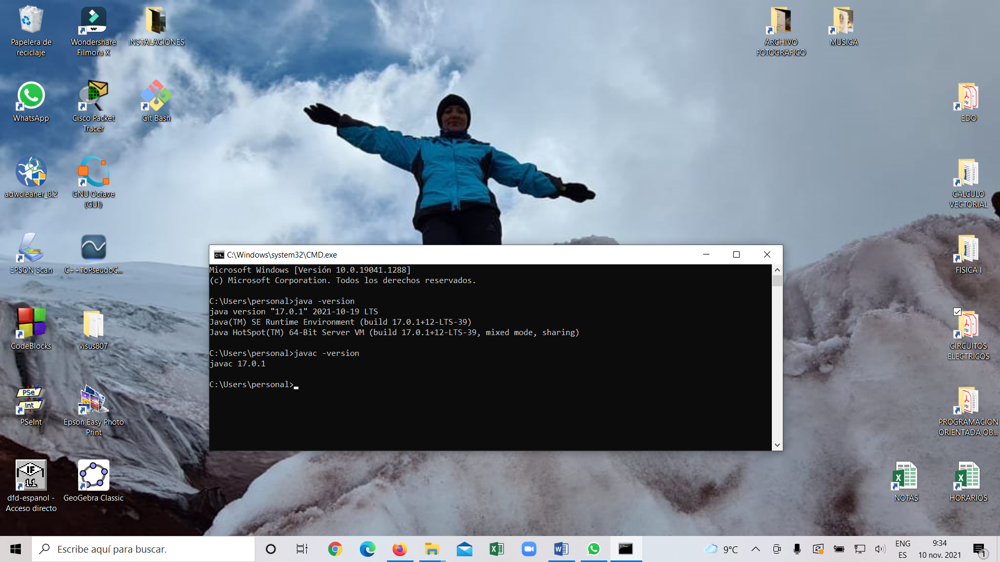 Papelera de
reciclaje
Wondershare
Filmora X
INSTALACIONES
ARCHIVO
FOTOGRAFICO
MUSICA
WhatsApp
Cisco Packet
Tracer
Git Bash
EDO
adwcleaner_8.2
GNU Octave
(GUI)
CALCULO
VECTORIAL
EPSON Scan
C++ToPseudoC...
FISICA I
CodeBlocks
visus807
CIRCUITOS
ELECTRICOS
PSe
Int
PSeInt
Epson Easy Photo
Print
PROGRAMACION
ORIENTADA OB...
IF
1.1
dfd-espanol -
Acceso directo
GeoGebra Classic
NOTAS
HORARIOS
C:\Windows\system32\CMD.exe
Microsoft Windows [Versión 10.0.19041.1288]
(c) Microsoft Corporation. Todos los derechos reservados.
C:\Users\personal>java -version
java version "17.0.1" 2021-10-19 LTS
Java(TM) SE Runtime Environment (build 17.0.1+12-LTS-39)
Java HotSpot(TM) 64-Bit Server VM (build 17.0.1+12-LTS-39, mixed mode, sharing)
C:\Users\personal>javac -version
javac 17.0.1
C:\Users\personal>
Escribe aquí para buscar.
9°C
ENG
ES
9:34
10 nov. 2021
1